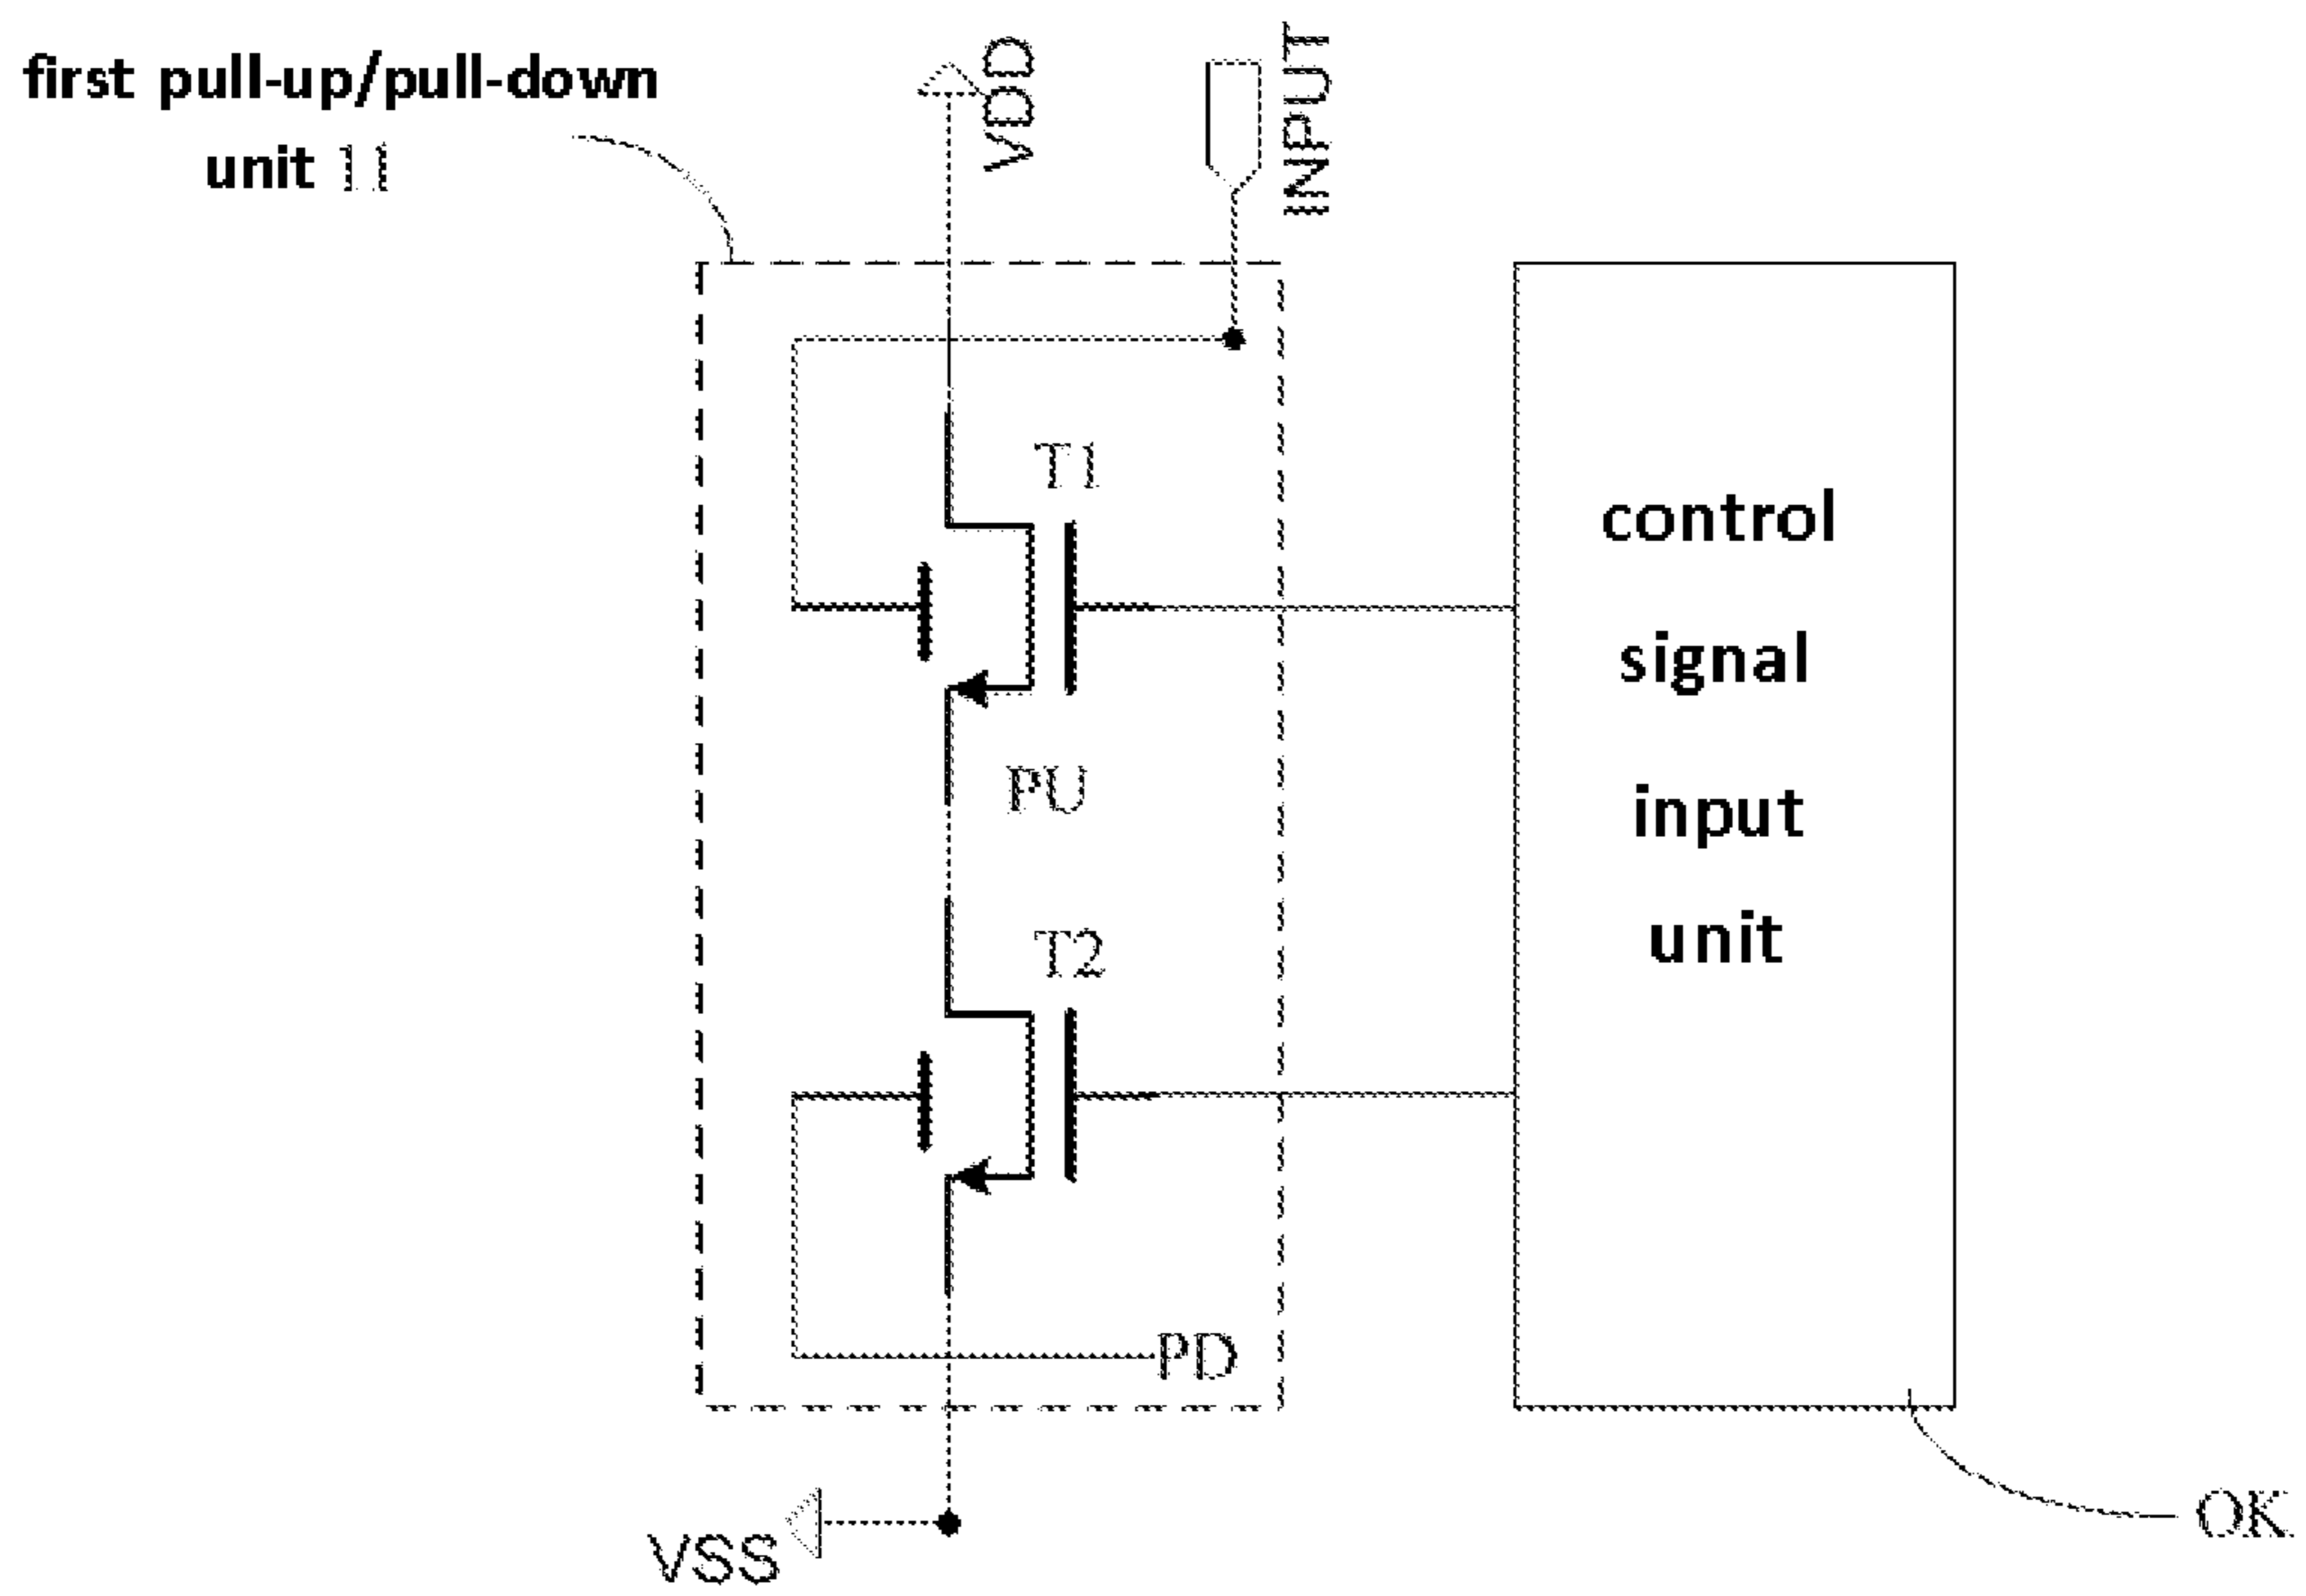 first pull-up/pull-down
unit 11
VDD
INPUT
T1
PU
T2
PD
VSS
control
signal
input
unit
OK